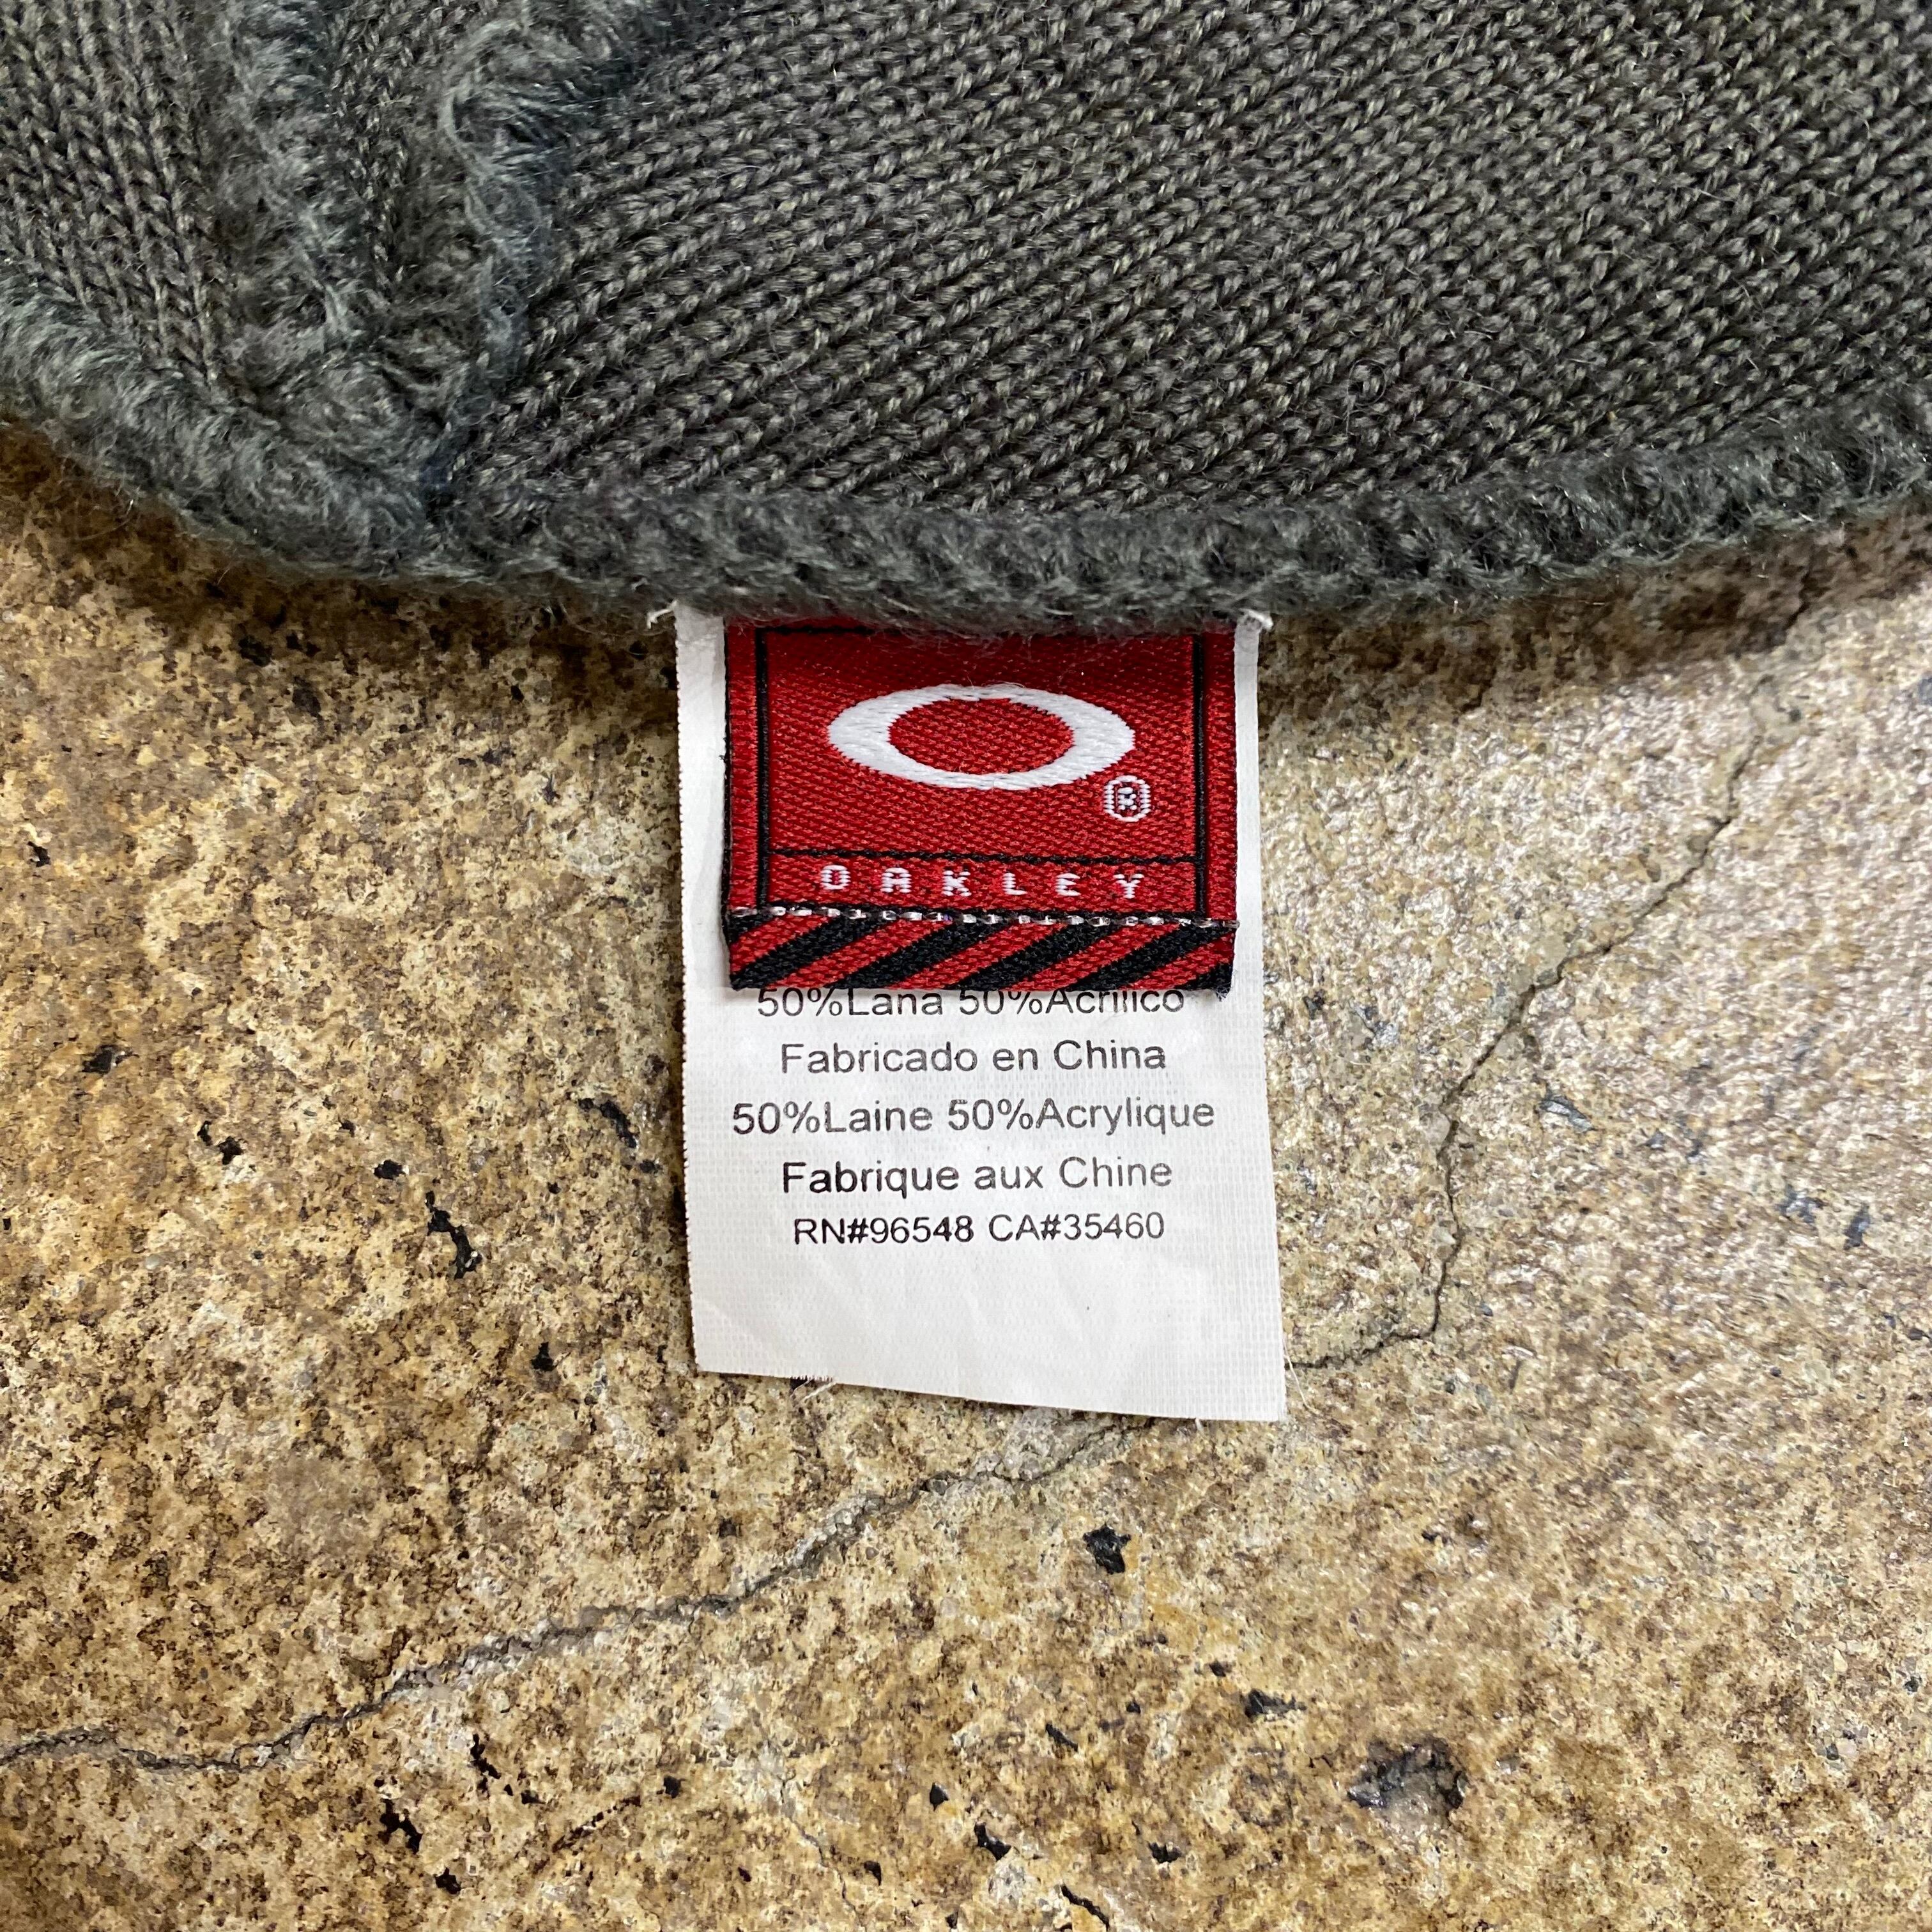 ®
OAKLEY
50%Lana 50%Acrilico
Fabricado en China
50%Laine 50%Acrylique
Fabrique aux Chine
RN#96548 CA#35460